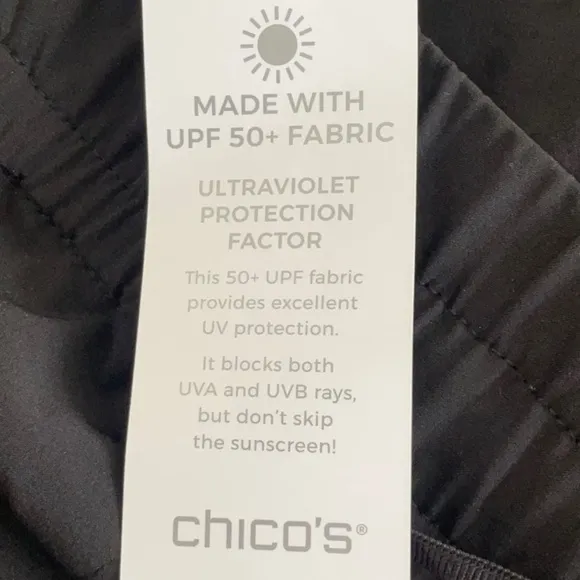 MADE WITH
UPF 50+ FABRIC
ULTRAVIOLET
PROTECTION
FACTOR
This 50+ UPF fabric
provides excellent
UV protection.
It blocks both
UVA and UVB rays,
but don't skip
the sunscreen!
chico's®